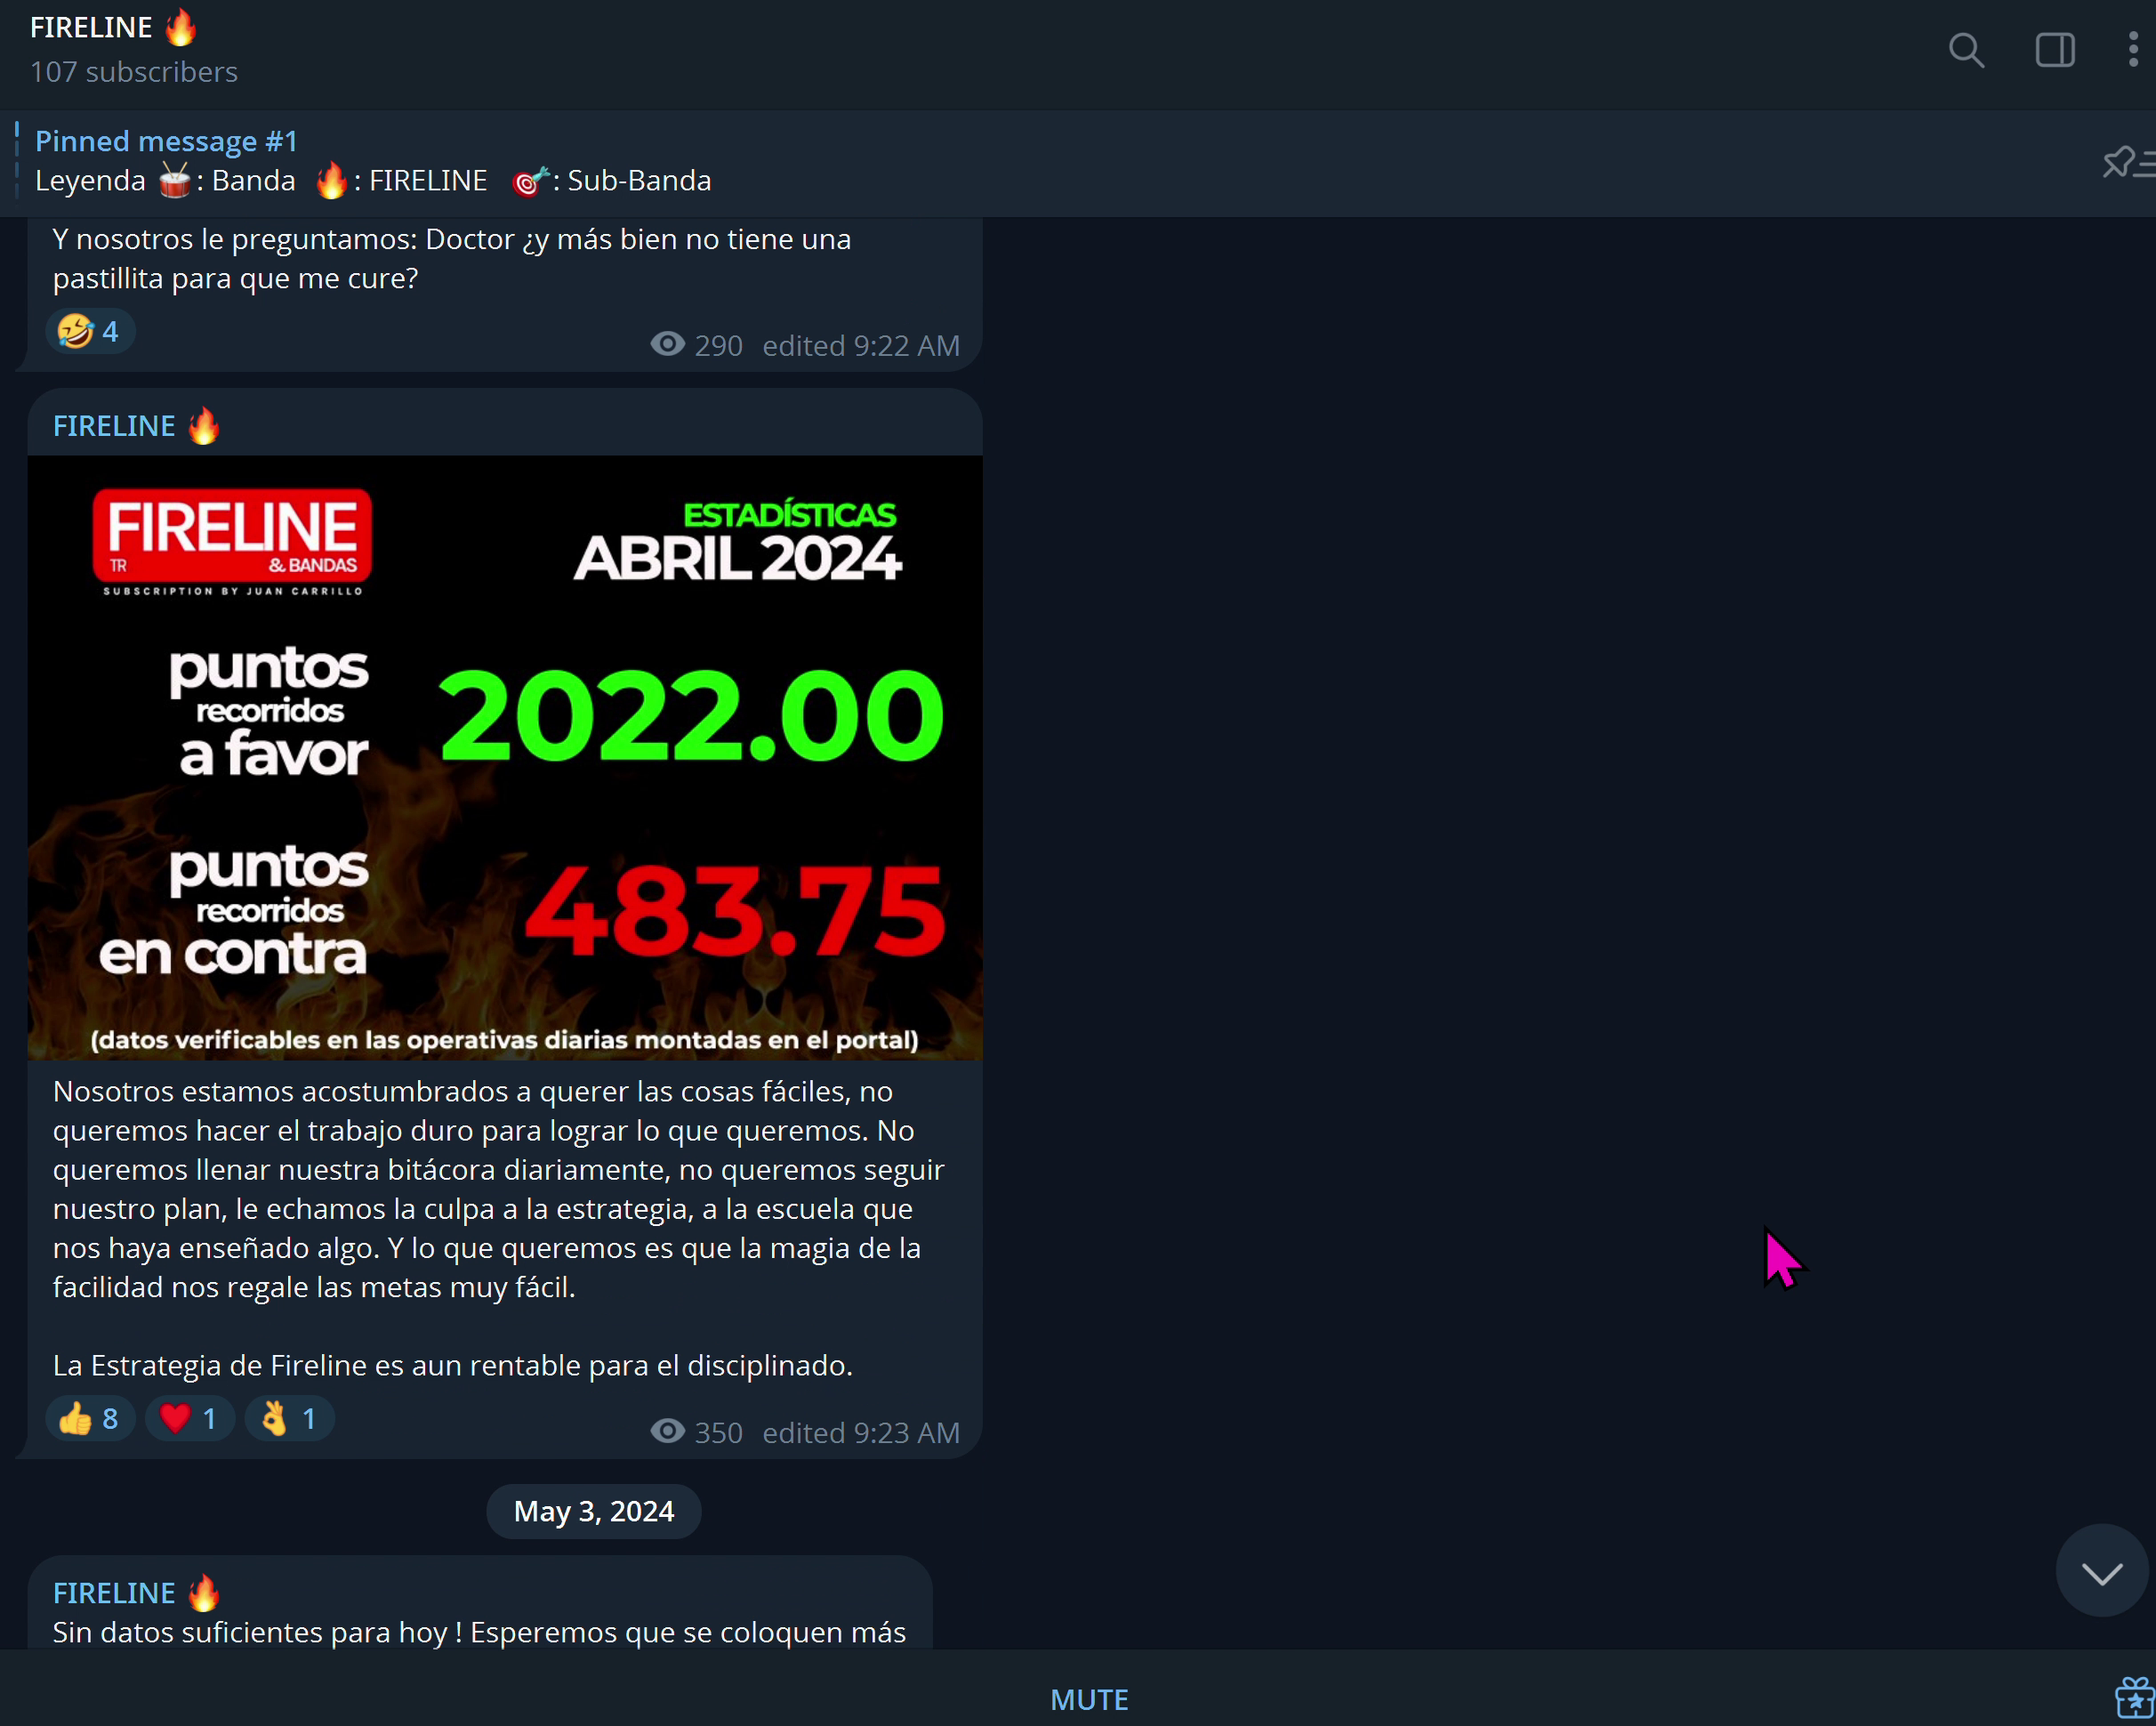 FIRELINE 🔥
107 subscribers
Pinned message #1
Leyenda 🥁: Banda 🔥: FIRELINE 🎯: Sub-Banda
Y nosotros le preguntamos: Doctor ¿y más bien no tiene una
pastillita para que me cure?
🤣 4
290 edited 9:22 AM
FIRELINE 🔥
FIRELINE
TR & BANDAS
SUBSCRIPTION BY JUAN CARRILLO
ESTADÍSTICAS
ABRIL 2024
puntos
recorridos
a favor
2022.00
puntos
recorridos
en contra
483.75
(datos verificables en las operativas diarias montadas en el portal)
Nosotros estamos acostumbrados a querer las cosas fáciles, no
queremos hacer el trabajo duro para lograr lo que queremos. No
queremos llenar nuestra bitácora diariamente, no queremos seguir
nuestro plan, le echamos la culpa a la estrategia, a la escuela que
nos haya enseñado algo. Y lo que queremos es que la magia de la
facilidad nos regale las metas muy fácil.
La Estrategia de Fireline es aun rentable para el disciplinado.
👍 8 ❤️ 1 👌 1
350 edited 9:23 AM
May 3, 2024
FIRELINE 🔥
Sin datos suficientes para hoy ! Esperemos que se coloquen más
MUTE